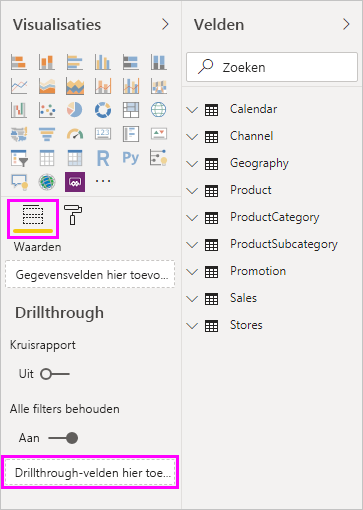 Visualisaties
Velden
Zoeken
123
R
Py
Waarden
Gegevensvelden hier toevo...
Drillthrough
Kruisrapport
Uit
Alle filters behouden
Aan
Drillthrough-velden hier toe...
Calendar
Channel
Geography
Product
ProductCategory
ProductSubcategory
Promotion
Sales
Stores